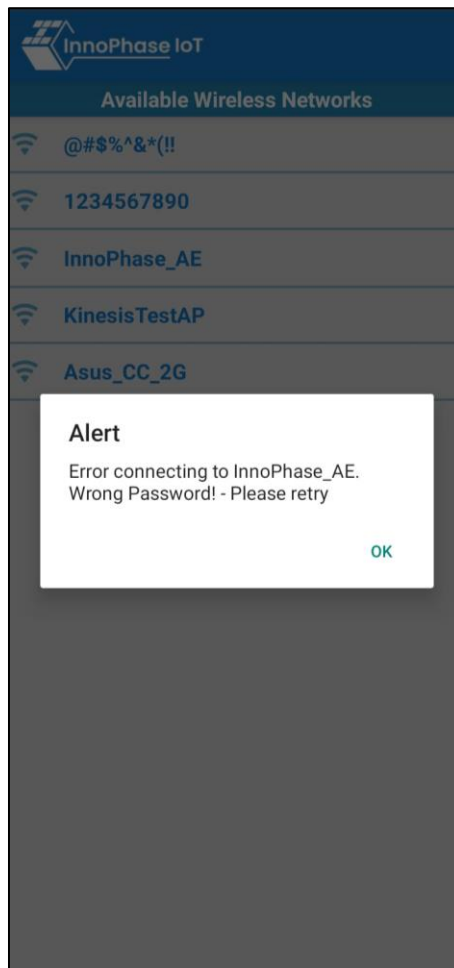 InnoPhase IoT
Available Wireless Networks
@#$%^&*(!!
1234567890
InnoPhase_AE
KinesisTestAP
Asus_CC_2G
Alert
Error connecting to InnoPhase_AE.
Wrong Password! - Please retry
OK